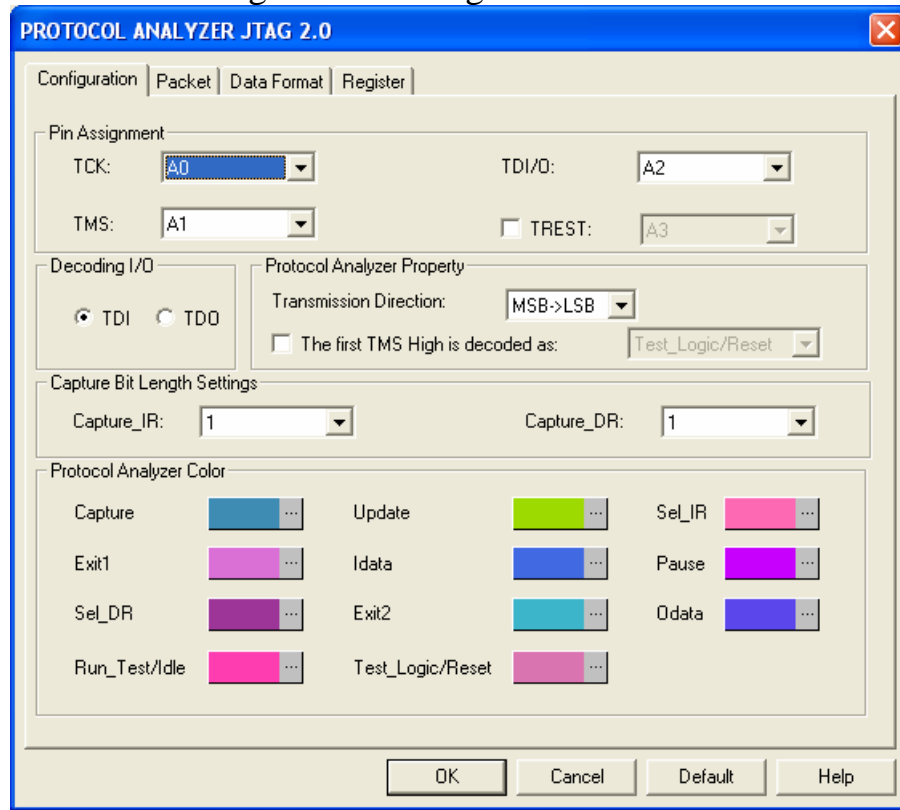 PROTOCOL ANALYZER JTAG 2.0
Configuration Packet Data Format Register
Pin Assignment
TCK: A0 TDI/O: A2
TMS: A1 TREST: A3
Decoding I/O Protocol Analyzer Property
TDI TDO Transmission Direction: MSB->LSB
The first TMS High is decoded as: Test_Logic/Reset
Capture Bit Length Settings
Capture_IR: 1 Capture_DR: 1
Protocol Analyzer Color
Capture ... Update ... Sel_IR ...
Exit1 ... Idata ... Pause ...
Sel_DR ... Exit2 ... Odata ...
Run_Test/Idle ... Test_Logic/Reset ...
OK Cancel Default Help